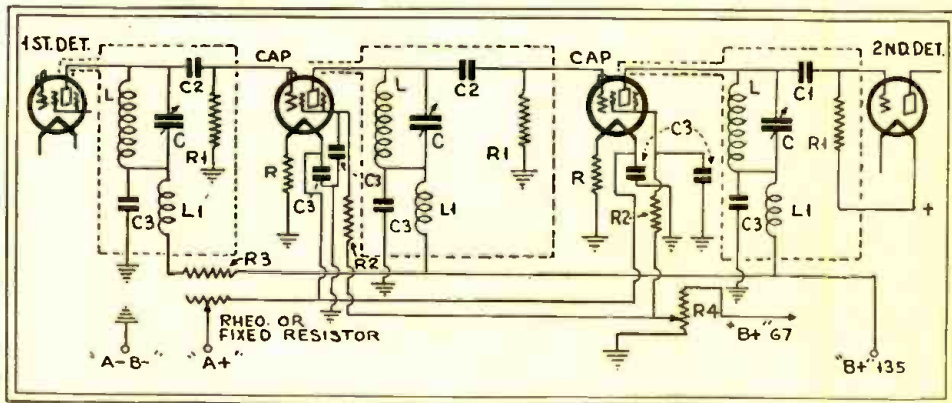 1ST. DET.
CAP
CAP
2ND. DET.
C2
C2
C1
L
L
L
C
C
C
R1
R1
R1
R
R
C3
C3
C3
C3
C3
C3
L1
L1
L1
R2
R2
R3
+
RHEO. OR
FIXED RESISTOR
R4
"B+" 67
"A-B-"
"A+"
"B+" 135